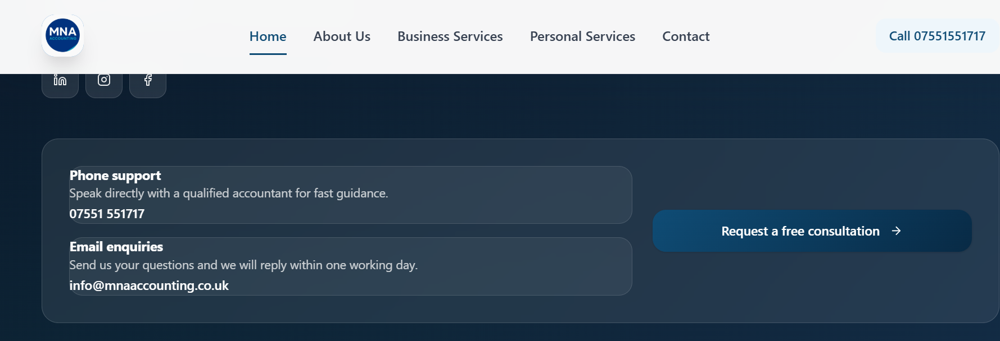 MNA
ACCOUNTING
Home
About Us
Business Services
Personal Services
Contact
Call 07551551717
Phone support
Speak directly with a qualified accountant for fast guidance.
07551 551717
Request a free consultation
Email enquiries
Send us your questions and we will reply within one working day.
info@mnaaccounting.co.uk